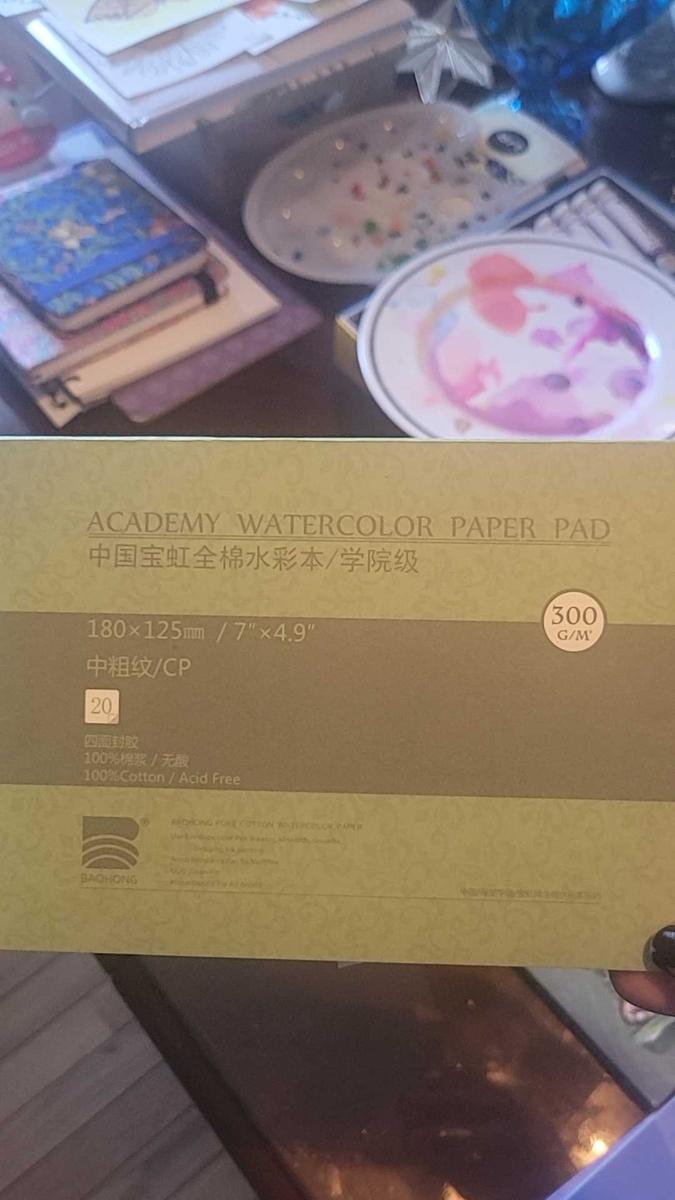 ACADEMY WATERCOLOR PAPER PAD
中国宝虹全棉水彩本/学院级
300
G/M²
180×125mm / 7"×4.9"
中粗纹/CP
20
四面封胶
100%棉浆 / 无酸
100%Cotton / Acid Free
BAOHONG PURE COTTON WATERCOLOR PAPER
®
BAOHONG